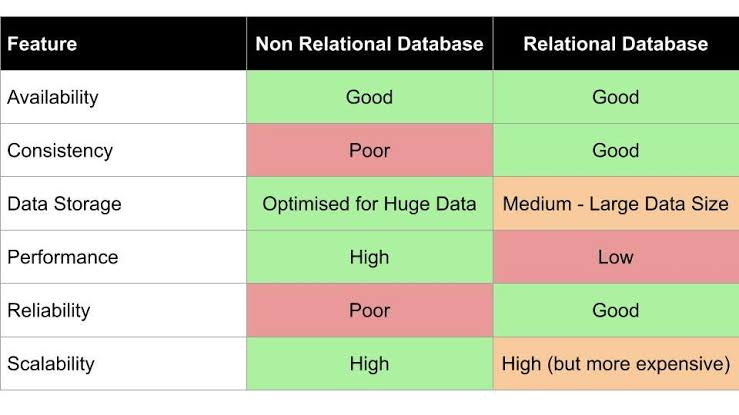 Feature Non Relational Database Relational Database
Availability Good Good
Consistency Poor Good
Data Storage Optimised for Huge Data Medium - Large Data Size
Performance High Low
Reliability Poor Good
Scalability High High (but more expensive)